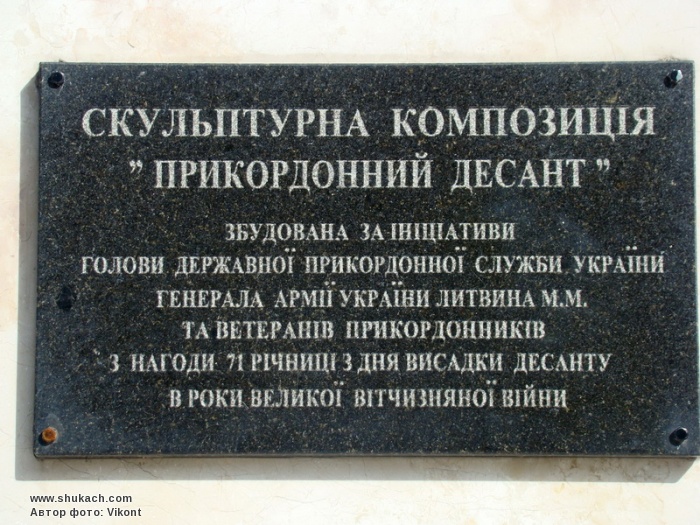 СКУЛЬПТУРНА КОМПОЗИЦІЯ
” ПРИКОРДОННИЙ ДЕСАНТ ”
ЗБУДОВАНА ЗА ІНІЦІАТИВИ
ГОЛОВИ ДЕРЖАВНОЇ ПРИКОРДОННОЇ СЛУЖБИ УКРАЇНИ
ГЕНЕРАЛА АРМІЇ УКРАЇНИ ЛИТВИНА М.М.
ТА ВЕТЕРАНІВ ПРИКОРДОННИКІВ
З НАГОДИ 71 РІЧНИЦІ З ДНЯ ВИСАДКИ ДЕСАНТУ
В РОКИ ВЕЛИКОЇ ВІТЧИЗНЯНОЇ ВІЙНИ
www.shukach.com
Автор фото: Vikont